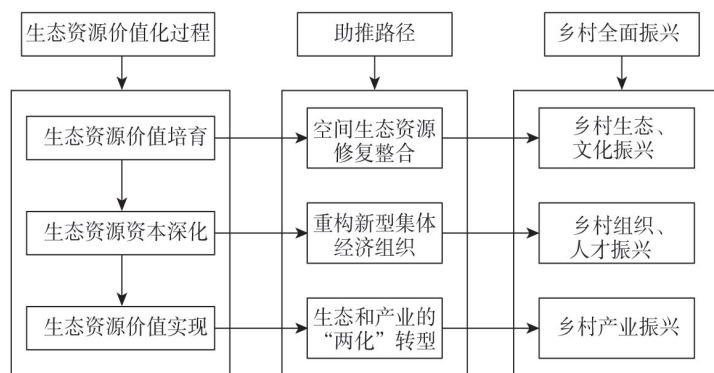 生态资源价值化过程
助推路径
乡村全面振兴
生态资源价值培育
空间生态资源
修复整合
乡村生态、
文化振兴
生态资源资本深化
重构新型集体
经济组织
乡村组织、
人才振兴
生态资源价值实现
生态和产业的
“两化”转型
乡村产业振兴